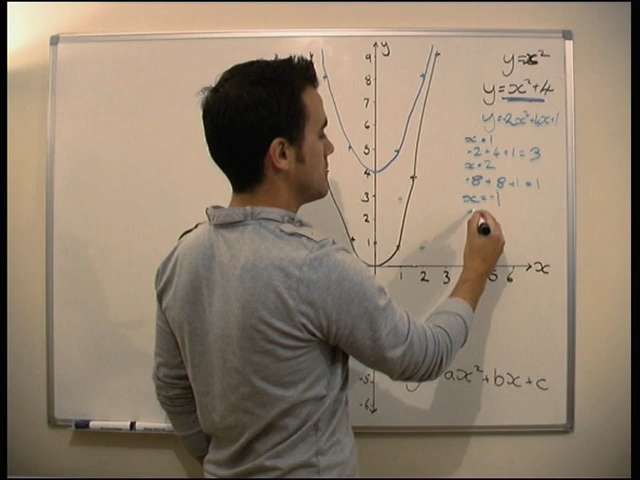 y
9
8
7
6
5
4
3
2
1
1 2 3 5 6 x
-5
-6
y=x²
y=x²+4
y=-2x²+4x+1
x=1
-2+4+1=3
x=2
-8+8+1=1
x=-1
ax²+bx+c